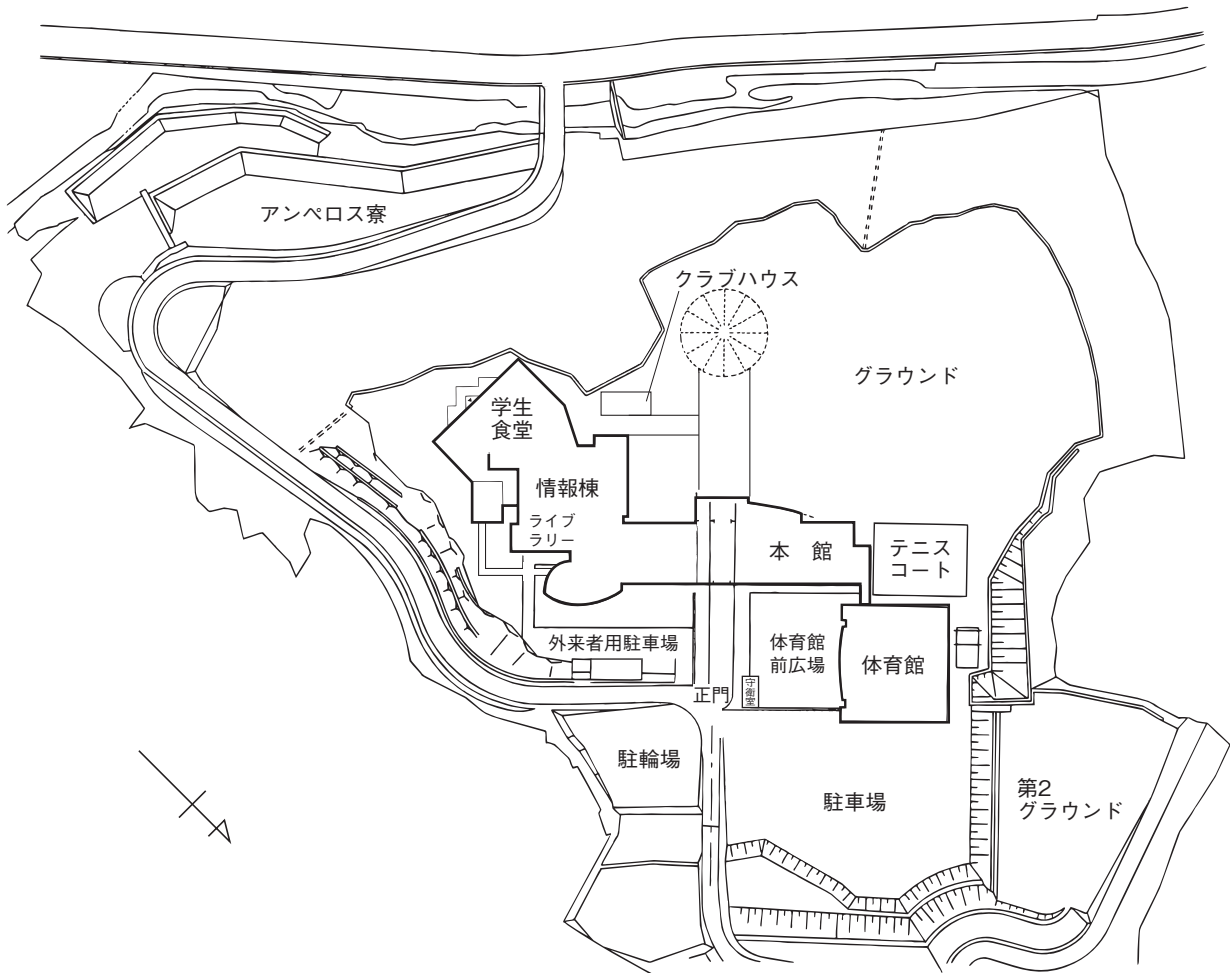 アンペロス寮
クラブハウス
グラウンド
学生
食堂
情報棟
ライブ
ラリー
本 館
テニス
コート
外来者用駐車場
体育館
前広場
体育館
守衛室
正門
駐輪場
駐車場
第2
グラウンド